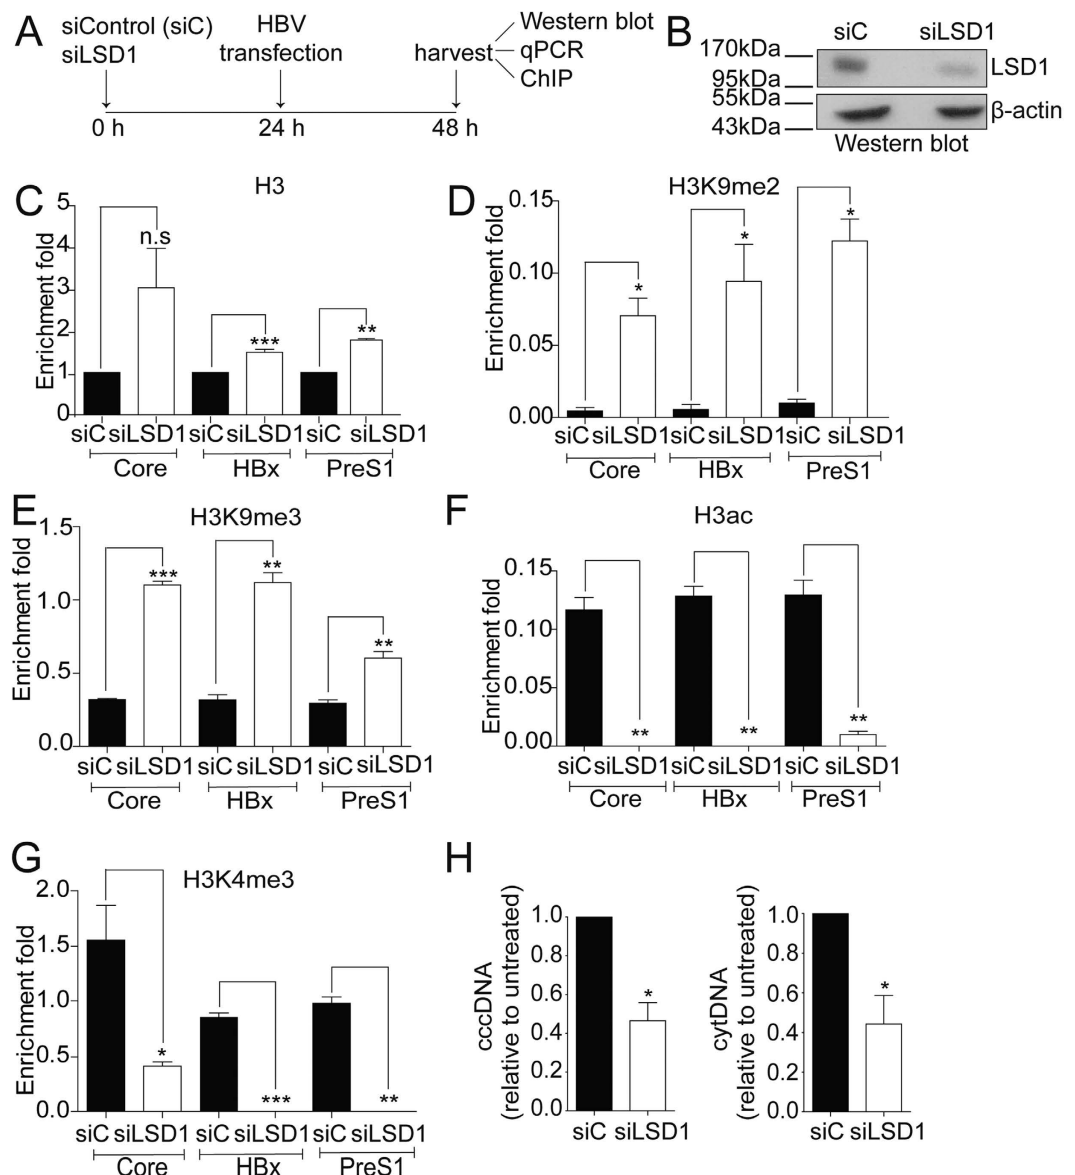 A
siControl (siC)
siLSD1
HBV
transfection
harvest
Western blot
qPCR
ChIP
0 h
24 h
48 h
B
siC siLSD1
170kDa
95kDa
55kDa
43kDa
LSD1
β-actin
Western blot
C
H3
Enrichment fold
5
4
3
2
1
0
n.s
***
**
siC siLSD1 siC siLSD1 siC siLSD1
Core HBx PreS1
D
H3K9me2
Enrichment fold
0.15
0.10
0.05
0.00
*
*
*
siC siLSD1 siC siLSD1 siC siLSD1
Core HBx PreS1
E
H3K9me3
Enrichment fold
1.5
1.0
0.5
0.0
***
**
**
siC siLSD1 siC siLSD1 siC siLSD1
Core HBx PreS1
F
H3ac
Enrichment fold
0.15
0.10
0.05
0.00
**
**
**
siC siLSD1 siC siLSD1 siC siLSD1
Core HBx PreS1
G
H3K4me3
Enrichment fold
2.0
1.5
1.0
0.5
0.0
*
***
**
siC siLSD1 siC siLSD1 siC siLSD1
Core HBx PreS1
H
cccDNA
(relative to untreated)
1.0
0.8
0.6
0.4
0.2
0.0
*
siC siLSD1
cytDNA
(relative to untreated)
1.0
0.8
0.6
0.4
0.2
0.0
*
siC siLSD1